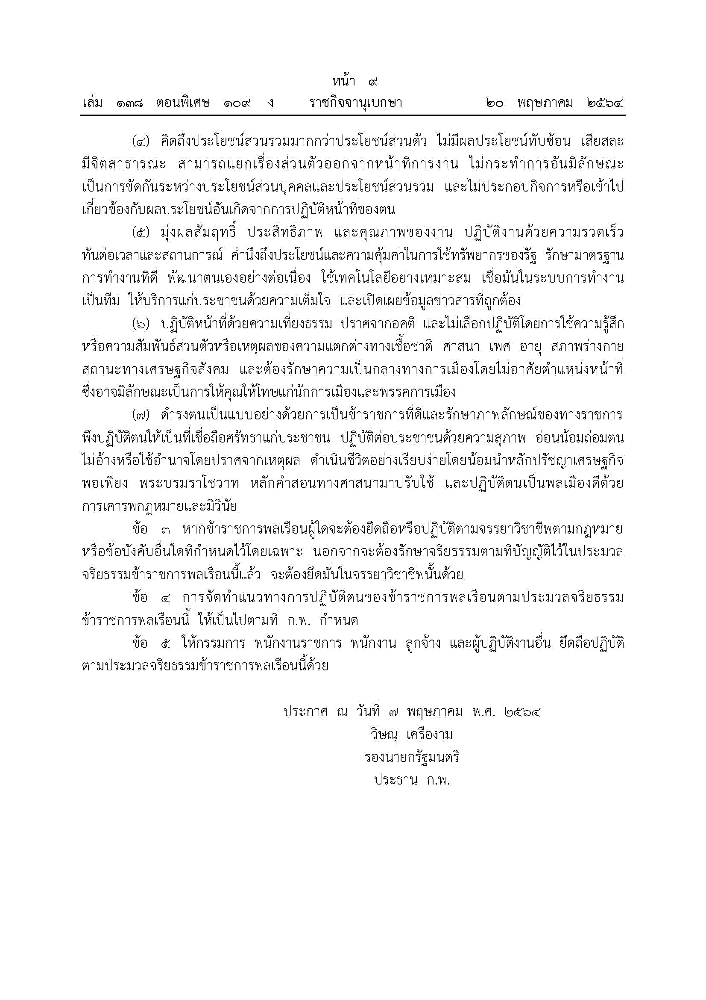 หน้า ๙
เล่ม ๑๓๘ ตอนพิเศษ ๑๐๙ ง ราชกิจจานุเบกษา ๒๐ พฤษภาคม ๒๕๖๔
(๔) คิดถึงประโยชน์ส่วนรวมมากกว่าประโยชน์ส่วนตัว ไม่มีผลประโยชน์ทับซ้อน เสียสละ
มีจิตสาธารณะ สามารถแยกเรื่องส่วนตัวออกจากหน้าที่การงาน ไม่กระทำการอันมีลักษณะ
เป็นการขัดกันระหว่างประโยชน์ส่วนบุคคลและประโยชน์ส่วนรวม และไม่ประกอบกิจการหรือเข้าไป
เกี่ยวข้องกับผลประโยชน์อันเกิดจากการปฏิบัติหน้าที่ของตน
(๕) มุ่งผลสัมฤทธิ์ ประสิทธิภาพ และคุณภาพของงาน ปฏิบัติงานด้วยความรวดเร็ว
ทันต่อเวลาและสถานการณ์ คำนึงถึงประโยชน์และความคุ้มค่าในการใช้ทรัพยากรของรัฐ รักษามาตรฐาน
การทำงานที่ดี พัฒนาตนเองอย่างต่อเนื่อง ใช้เทคโนโลยีอย่างเหมาะสม เชื่อมั่นในระบบการทำงาน
เป็นทีม ให้บริการแก่ประชาชนด้วยความเต็มใจ และเปิดเผยข้อมูลข่าวสารที่ถูกต้อง
(๖) ปฏิบัติหน้าที่ด้วยความเที่ยงธรรม ปราศจากอคติ และไม่เลือกปฏิบัติโดยการใช้ความรู้สึก
หรือความสัมพันธ์ส่วนตัวหรือเหตุผลของความแตกต่างทางเชื้อชาติ ศาสนา เพศ อายุ สภาพร่างกาย
สถานะทางเศรษฐกิจสังคม และต้องรักษาความเป็นกลางทางการเมืองโดยไม่อาศัยตำแหน่งหน้าที่
ซึ่งอาจมีลักษณะเป็นการให้คุณให้โทษแก่นักการเมืองและพรรคการเมือง
(๗) ดำรงตนเป็นแบบอย่างด้วยการเป็นข้าราชการที่ดีและรักษาภาพลักษณ์ของทางราชการ
พึงปฏิบัติตนให้เป็นที่เชื่อถือศรัทธาแก่ประชาชน ปฏิบัติต่อประชาชนด้วยความสุภาพ อ่อนน้อมถ่อมตน
ไม่อ้างหรือใช้อำนาจโดยปราศจากเหตุผล ดำเนินชีวิตอย่างเรียบง่ายโดยน้อมนำหลักปรัชญาเศรษฐกิจ
พอเพียง พระบรมราโชวาท หลักคำสอนทางศาสนามาปรับใช้ และปฏิบัติตนเป็นพลเมืองดีด้วย
การเคารพกฎหมายและมีวินัย
ข้อ ๓ หากข้าราชการพลเรือนผู้ใดจะต้องยึดถือหรือปฏิบัติตามจรรยาวิชาชีพตามกฎหมาย
หรือข้อบังคับอื่นใดที่กำหนดไว้โดยเฉพาะ นอกจากจะต้องรักษาจริยธรรมตามที่บัญญัติไว้ในประมวล
จริยธรรมข้าราชการพลเรือนนี้แล้ว จะต้องยึดมั่นในจรรยาวิชาชีพนั้นด้วย
ข้อ ๔ การจัดทำแนวทางการปฏิบัติตนของข้าราชการพลเรือนตามประมวลจริยธรรม
ข้าราชการพลเรือนนี้ ให้เป็นไปตามที่ ก.พ. กำหนด
ข้อ ๕ ให้กรรมการ พนักงานราชการ พนักงาน ลูกจ้าง และผู้ปฏิบัติงานอื่น ยึดถือปฏิบัติ
ตามประมวลจริยธรรมข้าราชการพลเรือนนี้ด้วย
ประกาศ ณ วันที่ ๗ พฤษภาคม พ.ศ. ๒๕๖๔
วิษณุ เครืองาม
รองนายกรัฐมนตรี
ประธาน ก.พ.